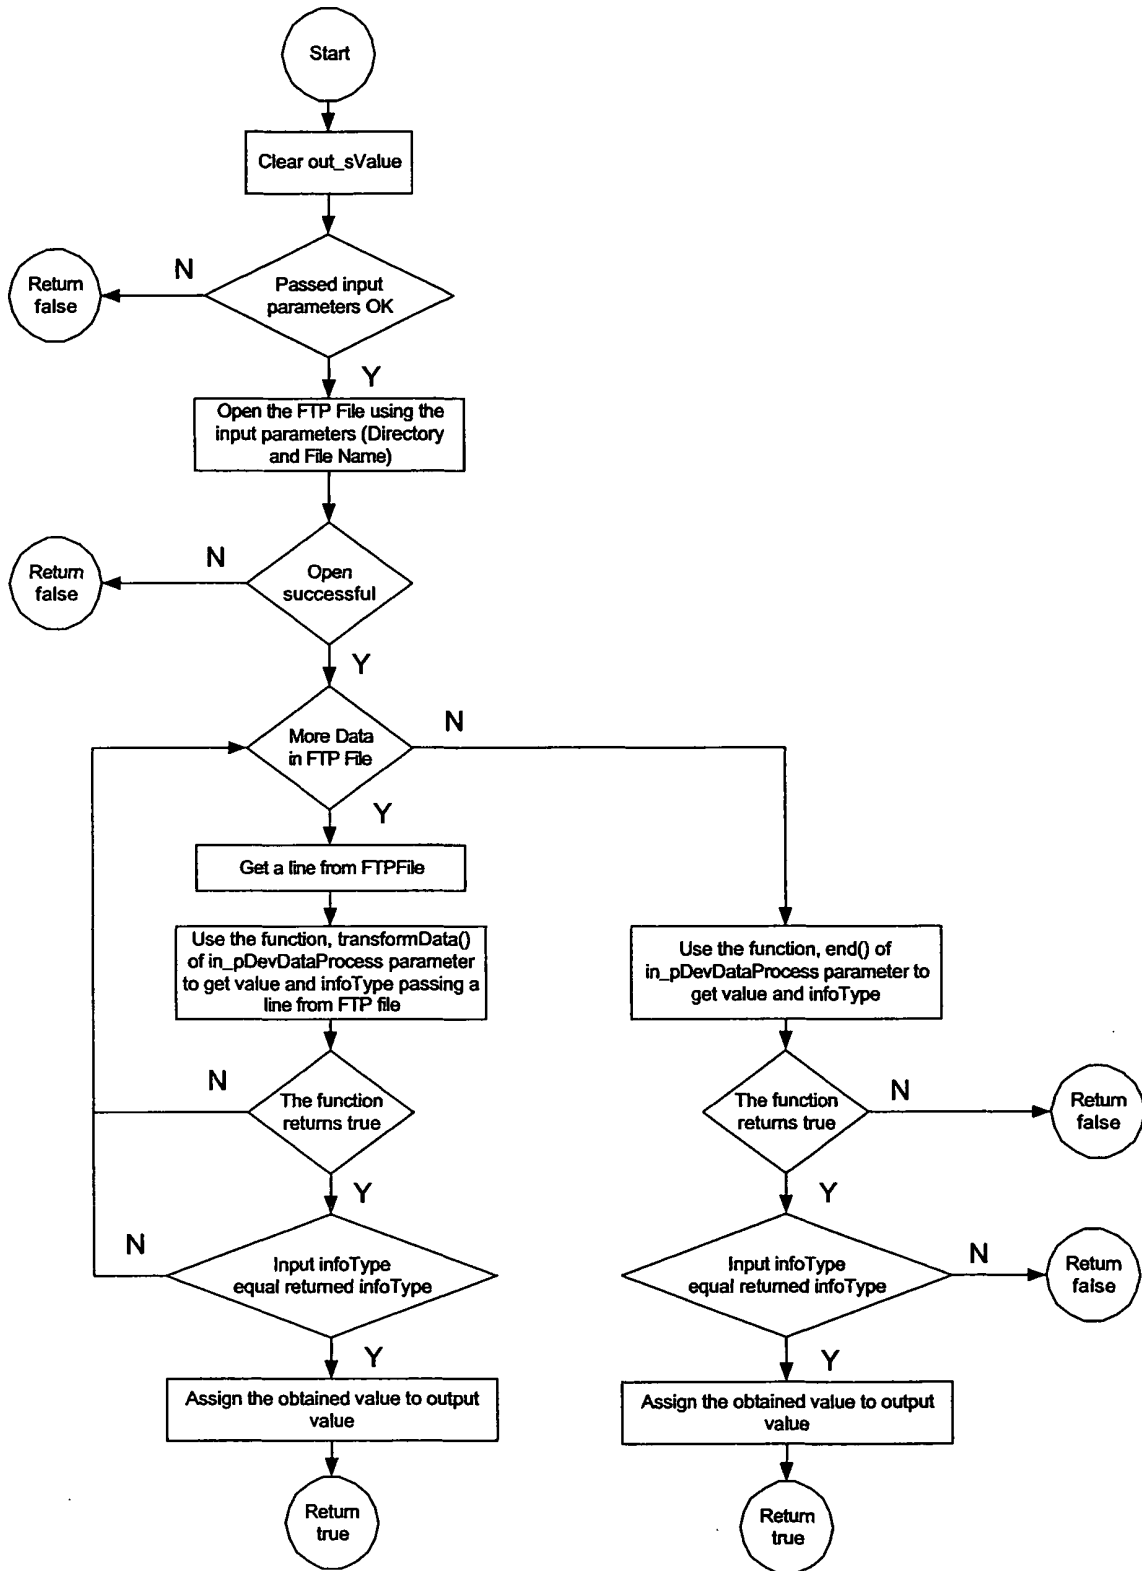 Start
Clear out_sValue
N
Return
false
Passed input
parameters OK
Y
Open the FTP File using the
input parameters (Directory
and File Name)
N
Return
false
Open
successful
Y
More Data
in FTP File
N
Y
Get a line from FTPFile
Use the function, transformData()
of in_pDevDataProcess parameter
to get value and infoType passing a
line from FTP file
Use the function, end() of
in_pDevDataProcess parameter to
get value and infoType
N
The function
returns true
The function
returns true
N
Return
false
Y
Y
N
Input infoType
equal returned infoType
Input infoType
equal returned infoType
N
Return
false
Y
Y
Assign the obtained value to output
value
Assign the obtained value to output
value
Return
true
Return
true